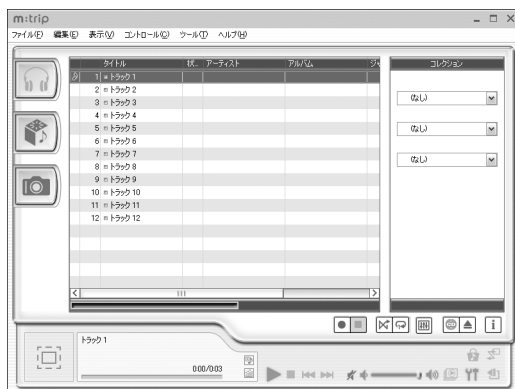 m:trip
ファイル(F) 編集(E) 表示(V) コントロール(C) ツール(T) ヘルプ(H)
タイトル 状.. アーティスト アルバム ジャ
コレクション
1 トラック 1
2 トラック 2
3 トラック 3
4 トラック 4
5 トラック 5
6 トラック 6
7 トラック 7
8 トラック 8
9 トラック 9
10 トラック 10
11 トラック 11
12 トラック 12
(なし)
(なし)
(なし)
トラック 1
0:00/0:03